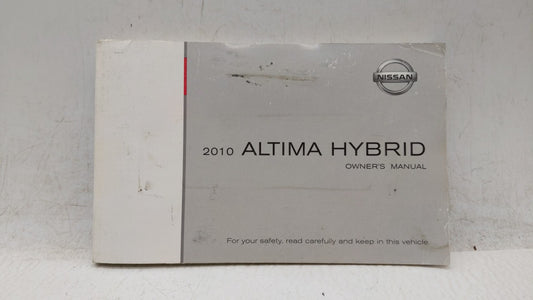 NISSAN
2010 ALTIMA HYBRID
OWNER'S MANUAL
For your safety, read carefully and keep in this vehicle.